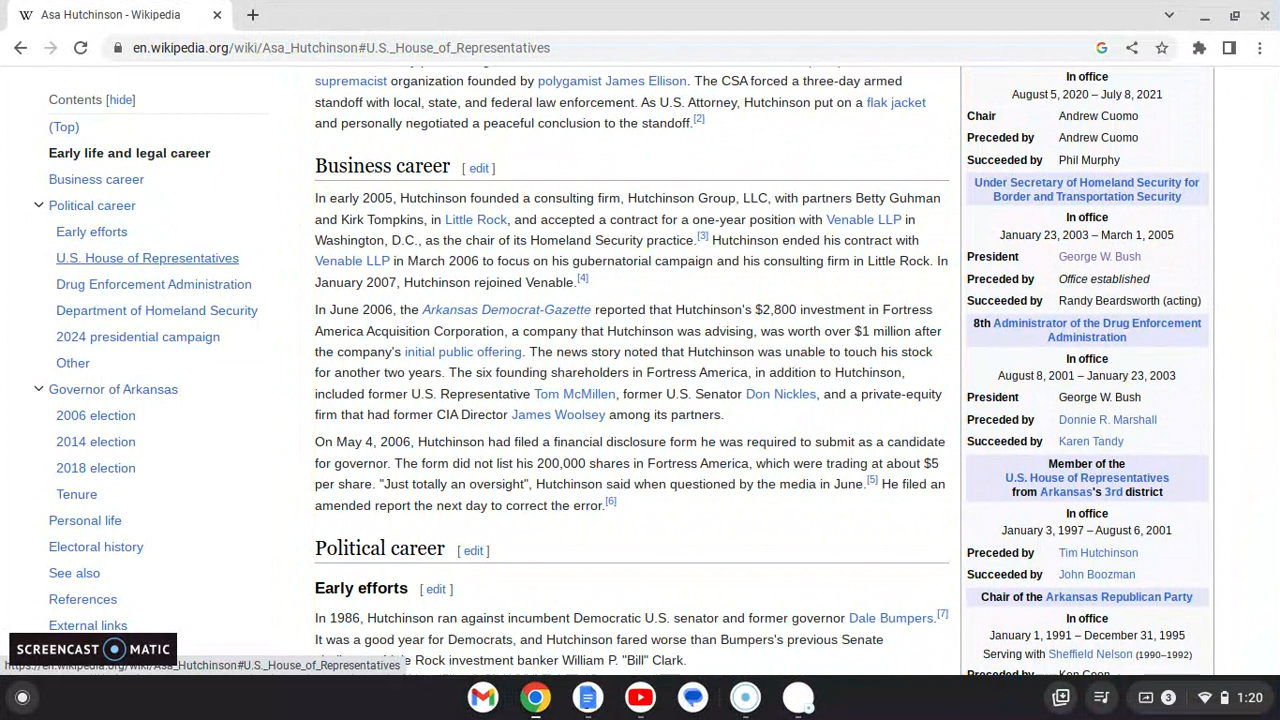 Asa Hutchinson - Wikipedia
en.wikipedia.org/wiki/Asa_Hutchinson#U.S._House_of_Representatives
Contents [hide]
(Top)
Early life and legal career
Business career
Political career
Early efforts
U.S. House of Representatives
Drug Enforcement Administration
Department of Homeland Security
2024 presidential campaign
Other
Governor of Arkansas
2006 election
2014 election
2018 election
Tenure
Personal life
Electoral history
See also
References
External links
supremacist organization founded by polygamist James Ellison. The CSA forced a three-day armed
standoff with local, state, and federal law enforcement. As U.S. Attorney, Hutchinson put on a flak jacket
and personally negotiated a peaceful conclusion to the standoff.[2]
Business career [ edit ]
In early 2005, Hutchinson founded a consulting firm, Hutchinson Group, LLC, with partners Betty Guhman
and Kirk Tompkins, in Little Rock, and accepted a contract for a one-year position with Venable LLP in
Washington, D.C., as the chair of its Homeland Security practice.[3] Hutchinson ended his contract with
Venable LLP in March 2006 to focus on his gubernatorial campaign and his consulting firm in Little Rock. In
January 2007, Hutchinson rejoined Venable.[4]
In June 2006, the Arkansas Democrat-Gazette reported that Hutchinson's $2,800 investment in Fortress
America Acquisition Corporation, a company that Hutchinson was advising, was worth over $1 million after
the company's initial public offering. The news story noted that Hutchinson was unable to touch his stock
for another two years. The six founding shareholders in Fortress America, in addition to Hutchinson,
included former U.S. Representative Tom McMillen, former U.S. Senator Don Nickles, and a private-equity
firm that had former CIA Director James Woolsey among its partners.
On May 4, 2006, Hutchinson had filed a financial disclosure form he was required to submit as a candidate
for governor. The form did not list his 200,000 shares in Fortress America, which were trading at about $5
per share. "Just totally an oversight", Hutchinson said when questioned by the media in June.[5] He filed an
amended report the next day to correct the error.[6]
Political career [ edit ]
Early efforts [ edit ]
In 1986, Hutchinson ran against incumbent Democratic U.S. senator and former governor Dale Bumpers.[7]
It was a good year for Democrats, and Hutchinson fared worse than Bumpers's previous Senate
Rock investment banker William P. "Bill" Clark.
In office
August 5, 2020 – July 8, 2021
Chair Andrew Cuomo
Preceded by Andrew Cuomo
Succeeded by Phil Murphy
Under Secretary of Homeland Security for
Border and Transportation Security
In office
January 23, 2003 – March 1, 2005
President George W. Bush
Preceded by Office established
Succeeded by Randy Beardsworth (acting)
8th Administrator of the Drug Enforcement
Administration
In office
August 8, 2001 – January 23, 2003
President George W. Bush
Preceded by Donnie R. Marshall
Succeeded by Karen Tandy
Member of the
U.S. House of Representatives
from Arkansas's 3rd district
In office
January 3, 1997 – August 6, 2001
Preceded by Tim Hutchinson
Succeeded by John Boozman
Chair of the Arkansas Republican Party
In office
January 1, 1991 – December 31, 1995
Serving with Sheffield Nelson (1990–1992)
Preceded by Ken Coon
SCREENCAST MATIC
https://en.wikipedia.org/wiki/Asa_Hutchinson#U.S._House_of_Representatives
3
1:20